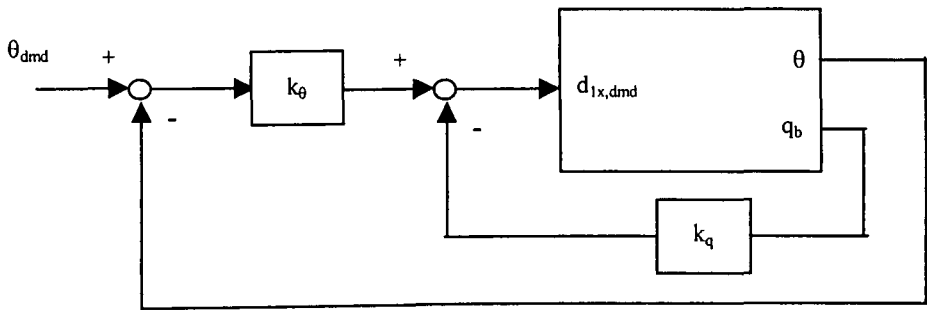 θdmd
+
-
kθ
+
-
d1x,dmd
θ
qb
kq